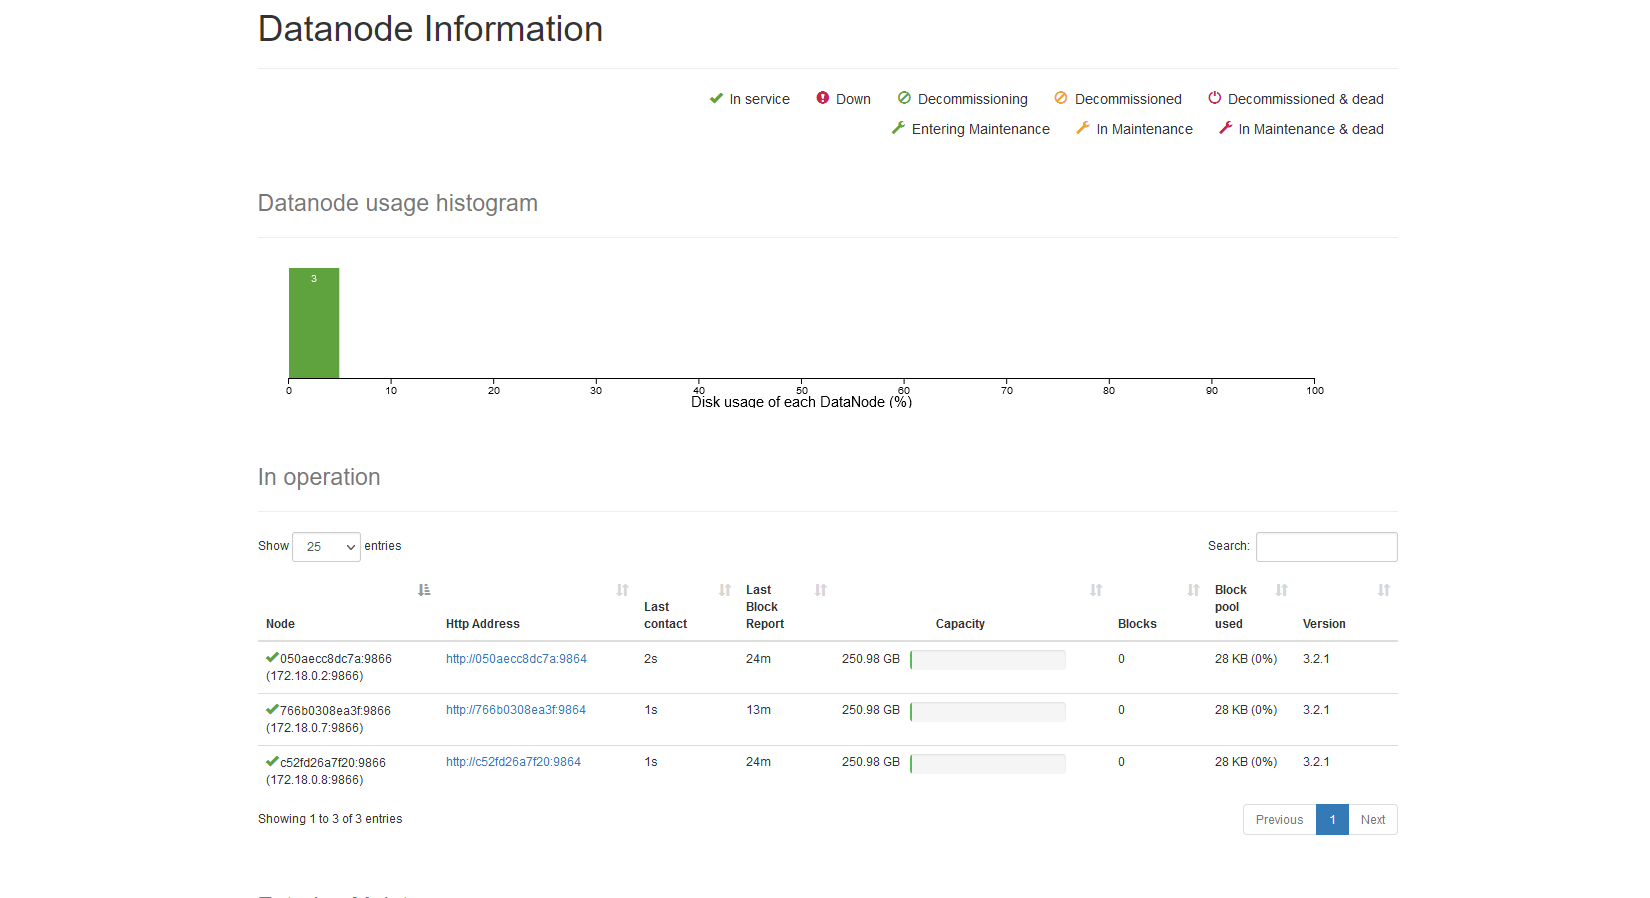 Datanode Information
In service Down Decommissioning Decommissioned Decommissioned & dead
Entering Maintenance In Maintenance In Maintenance & dead
Datanode usage histogram
3
0 10 20 30 40 50 60 70 80 90 100
Disk usage of each DataNode (%)
In operation
Show 25 entries Search:
Node Http Address Last contact Last Block Report Capacity Blocks Block pool used Version
050aecc8dc7a:9866 http://050aecc8dc7a:9864 2s 24m 250.98 GB 0 28 KB (0%) 3.2.1
(172.18.0.2:9866)
766b0308ea3f:9866 http://766b0308ea3f:9864 1s 13m 250.98 GB 0 28 KB (0%) 3.2.1
(172.18.0.7:9866)
c52fd26a7f20:9866 http://c52fd26a7f20:9864 1s 24m 250.98 GB 0 28 KB (0%) 3.2.1
(172.18.0.8:9866)
Showing 1 to 3 of 3 entries Previous 1 Next